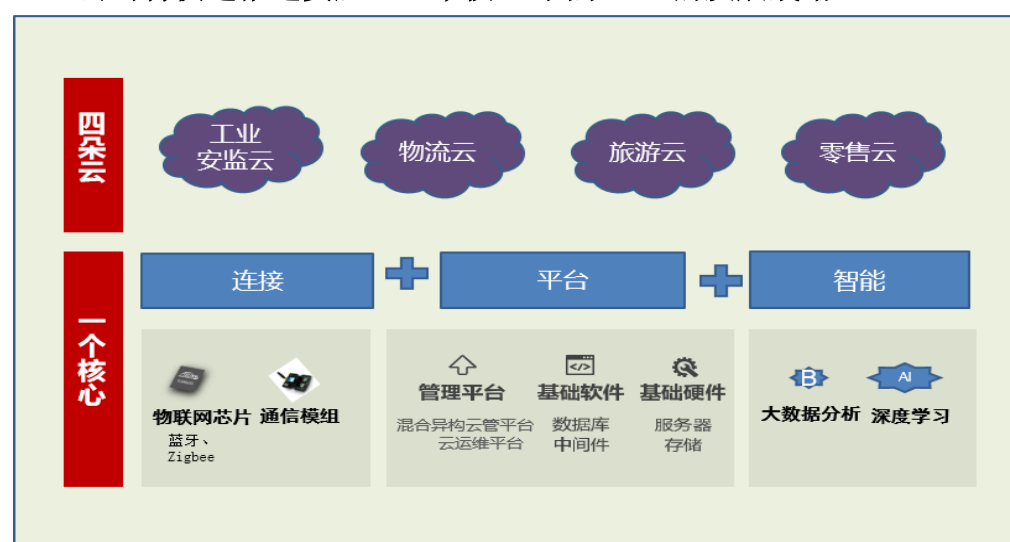 四朵云
工业
安监云
物流云
旅游云
零售云
一个核心
连接
平台
智能
物联网芯片
蓝牙、
Zigbee
通信模组
管理平台
混合异构云管平台
云运维平台
基础软件
数据库
中间件
基础硬件
服务器
存储
B
大数据分析
AI
深度学习